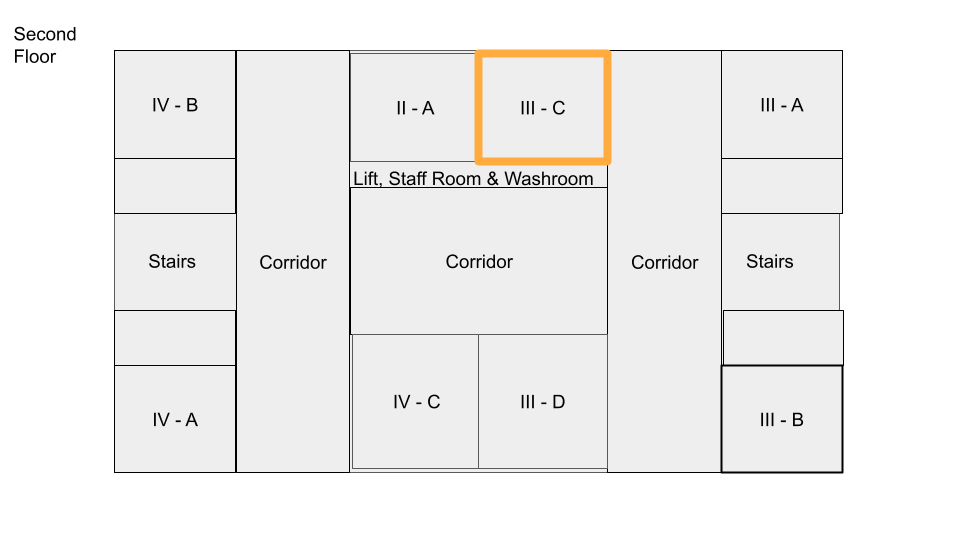 Second
Floor
IV - B
II - A
III - C
III - A
Lift, Staff Room & Washroom
Stairs
Corridor
Corridor
Corridor
Stairs
IV - A
IV - C
III - D
III - B